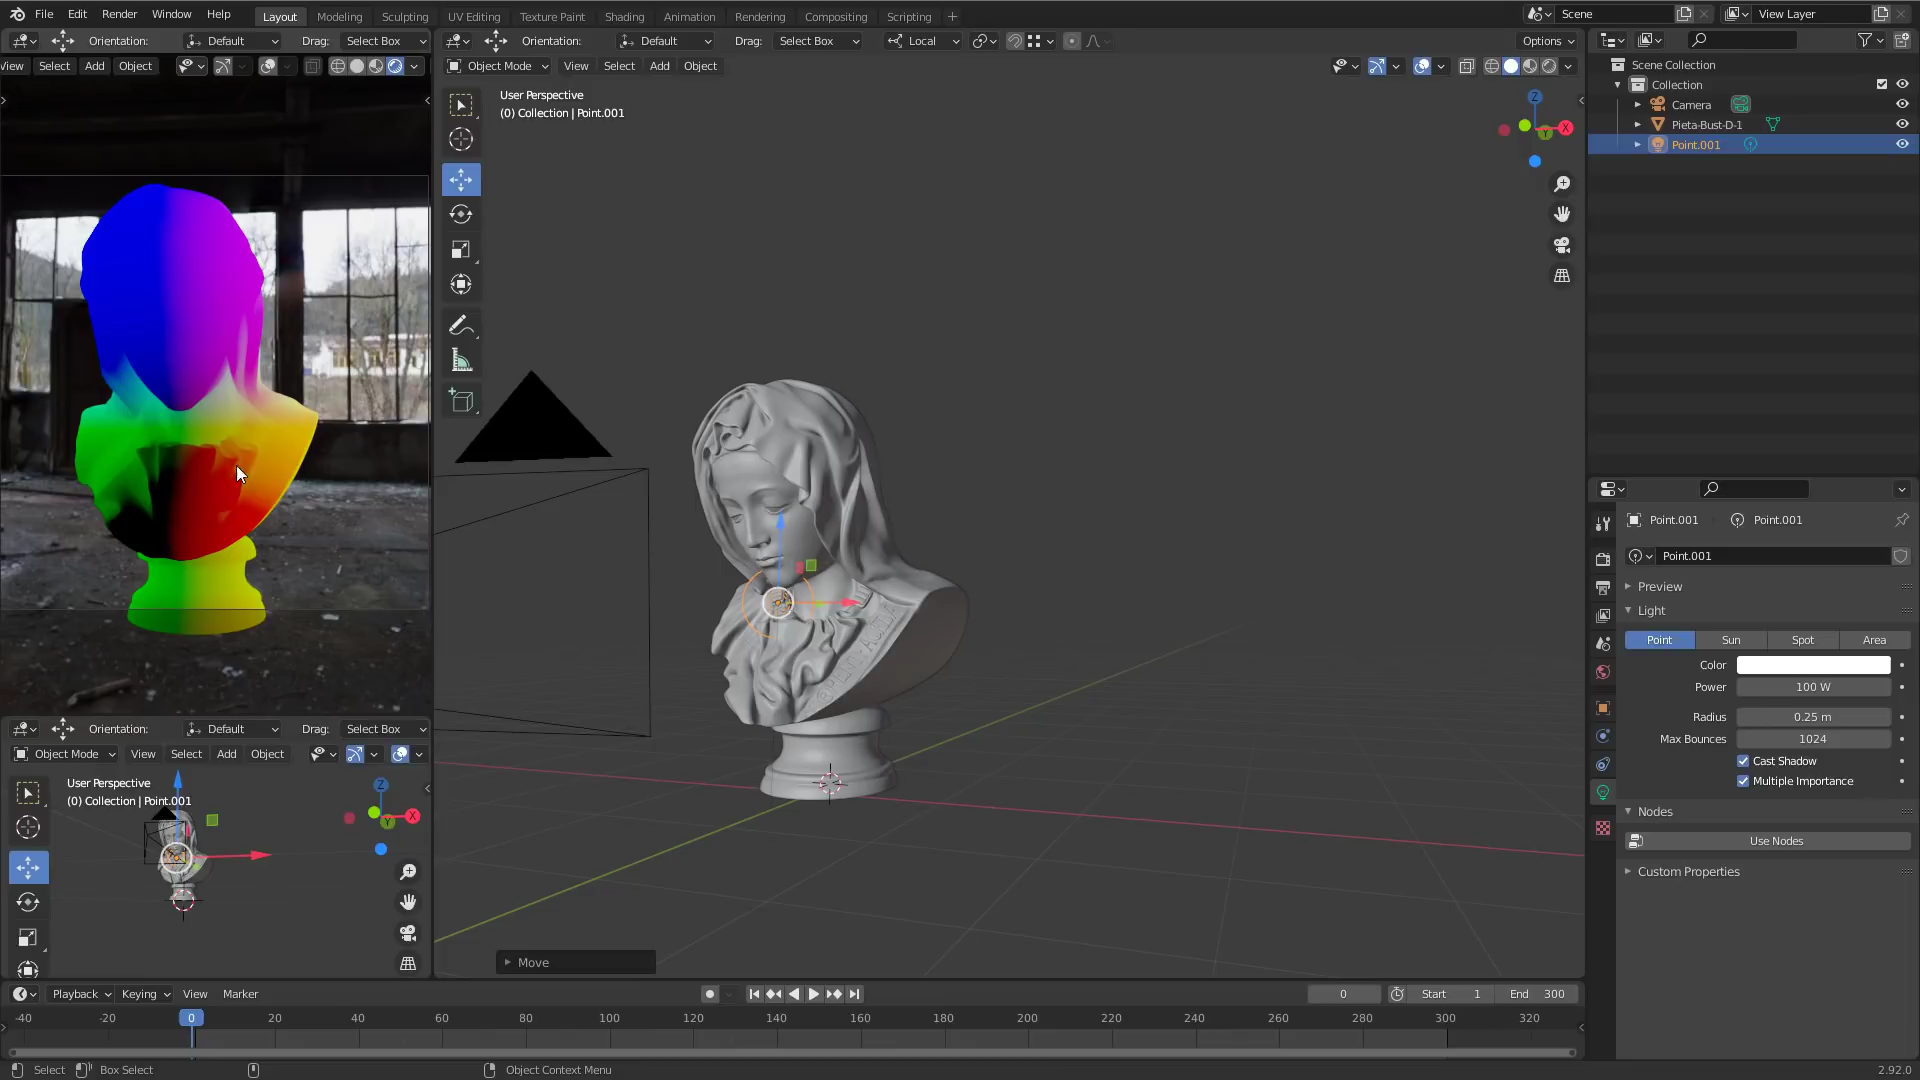 File Edit Render Window Help Layout Modeling Sculpting UV Editing Texture Paint Shading Animation Rendering Compositing Scripting + Scene View Layer
Orientation: Default Drag: Select Box
View Select Add Object
Orientation: Default Drag: Select Box Local Options
Object Mode View Select Add Object
User Perspective
(0) Collection | Point.001
Z
X
Y
Scene Collection
Collection
Camera
Pieta-Bust-D-1
Point.001
Point.001 Point.001
Point.001
Preview
Light
Point Sun Spot Area
Color
Power 100 W
Radius 0.25 m
Max Bounces 1024
Cast Shadow
Multiple Importance
Nodes
Use Nodes
Custom Properties
Orientation: Default Drag: Select Box
Object Mode View Select Add Object
User Perspective
(0) Collection | Point.001
Z
X
Y
Move
Playback Keying View Marker 0 Start 1 End 300
-40 -20 0 20 40 60 80 100 120 140 160 180 200 220 240 260 280 300 320
Select Box Select Object Context Menu 2.92.0